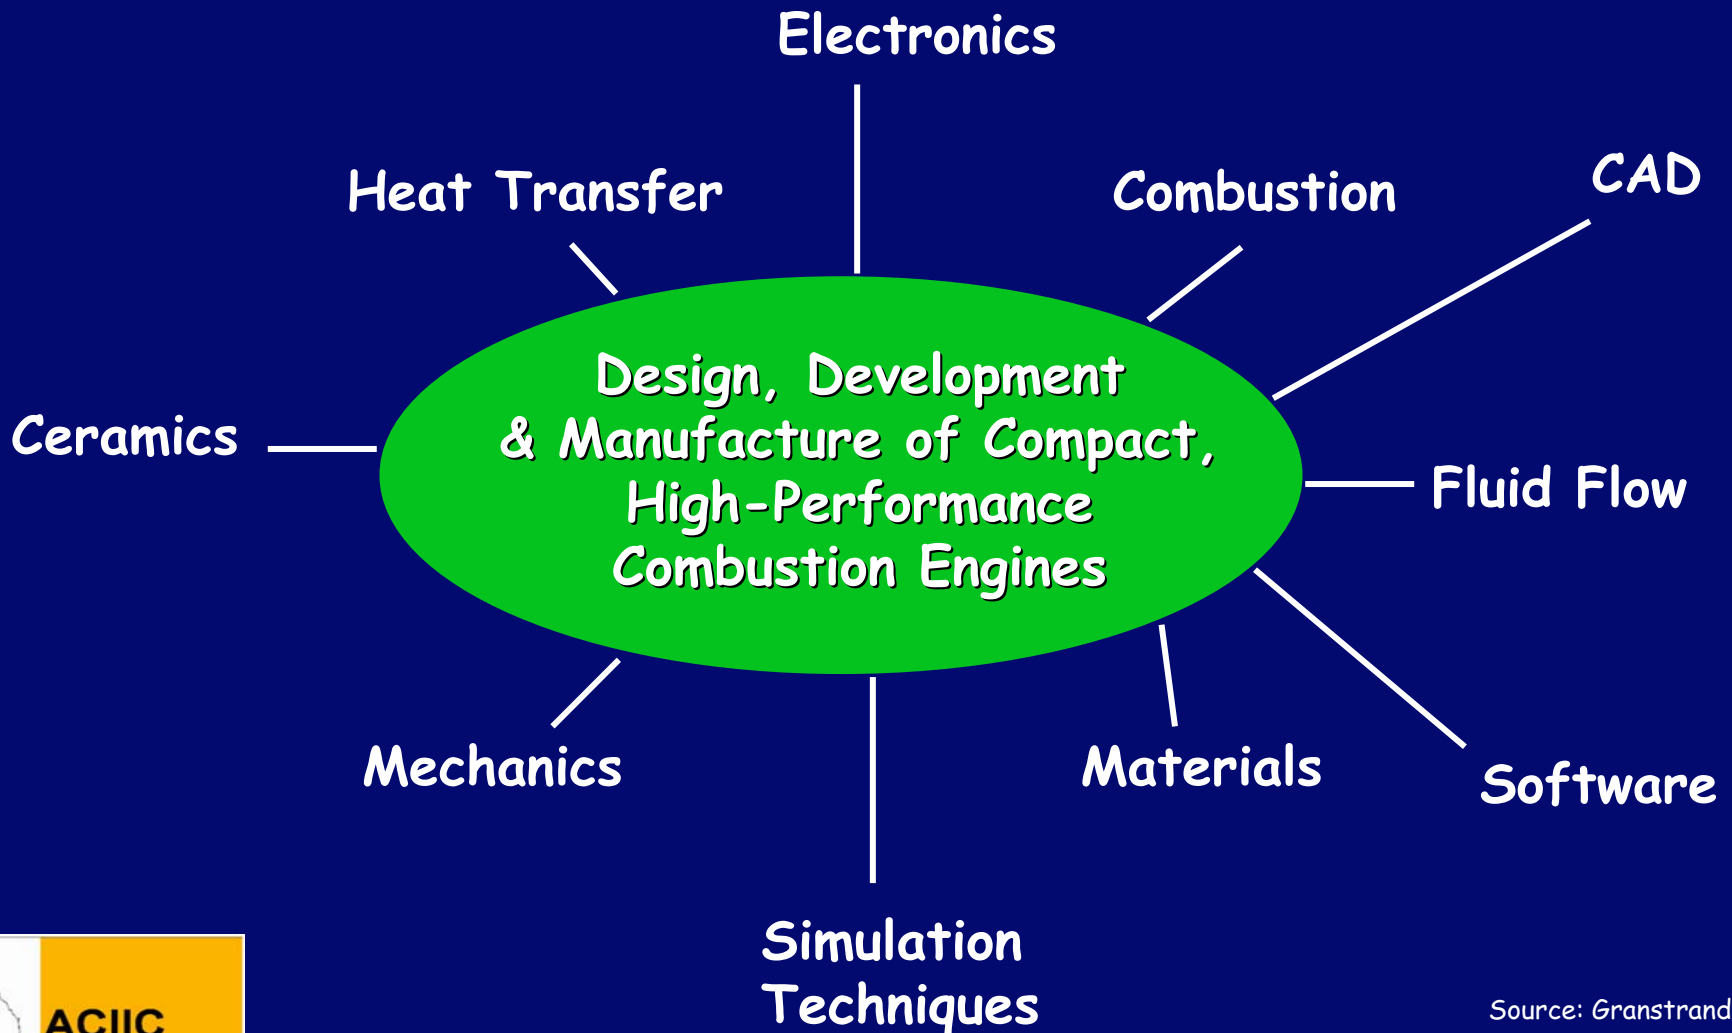 Electronics
Heat Transfer
Combustion
CAD
Design, Development
& Manufacture of Compact,
High-Performance
Combustion Engines
Ceramics
Fluid Flow
Mechanics
Materials
Software
Simulation
Techniques
ACIIC
Source: Granstrand